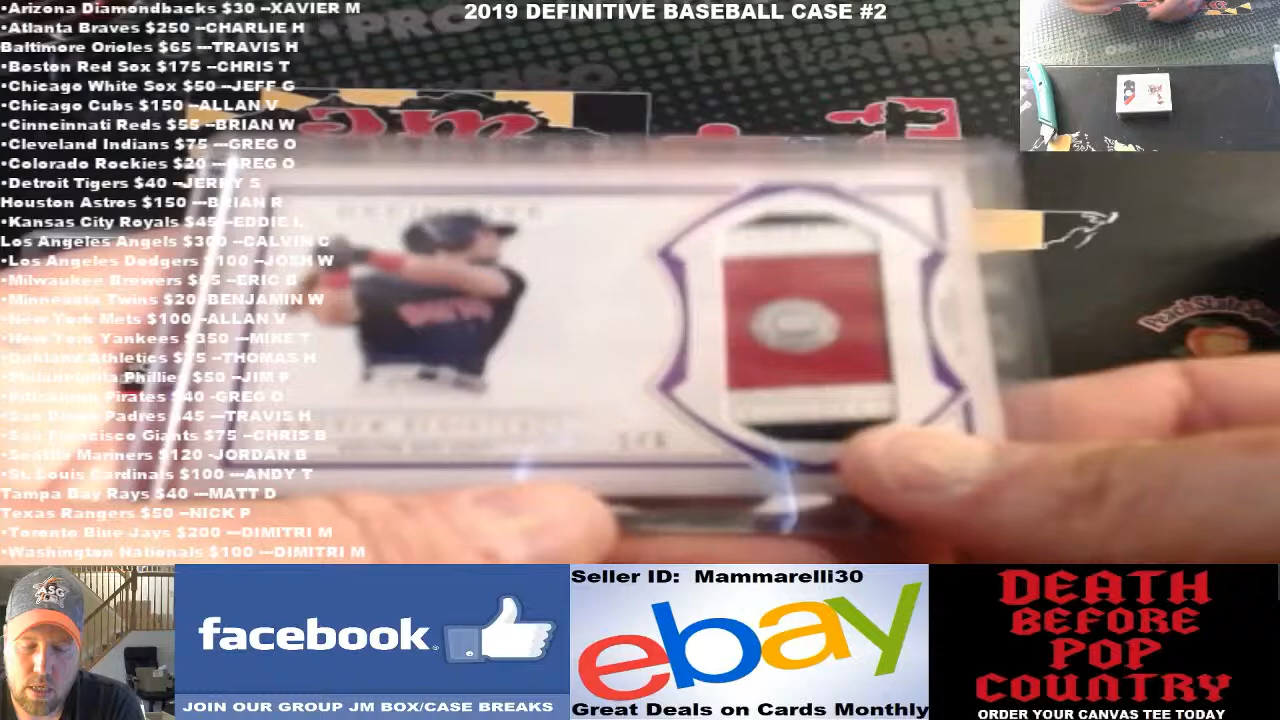 2019 DEFINITIVE BASEBALL CASE #2
•Arizona Diamondbacks $30 --XAVIER M
•Atlanta Braves $250 --CHARLIE H
Baltimore Orioles $65 ---TRAVIS H
•Boston Red Sox $175 --CHRIS T
•Chicago White Sox $50 --JEFF G
•Chicago Cubs $150 --ALLAN V
•Cinncinnati Reds $55 --BRIAN W
•Cleveland Indians $75 ---GREG O
•Colorado Rockies $20 ---GREG O
•Detroit Tigers $40 --JERRY S
Houston Astros $150 ---BRIAN R
•Kansas City Royals $45 --EDDIE L
Los Angeles Angels $300 --CALVIN C
•Los Angeles Dodgers $100 --JOSH W
•Milwaukee Brewers --ERIC
•Minnesota Twins $20 -BENJAMIN W
•New York Mets $100 --ALLAN V
•New York Yankees $350 ---MIKE T
•Oakland Athletics ---THOMAS H
•Philadelphia Phillies $50 --JIM P
•Pittsburgh Pirates $40 -GREG O
•San Diego Padres $45 ---TRAVIS H
•San Francisco Giants $75 --CHRIS B
•Seattle Mariners $120 -JORDAN B
•St. Louis Cardinals $100 ---ANDY T
Tampa Bay Rays $40 ---MATT D
Texas Rangers $50 --NICK P
•Toronto Blue Jays $200 --DIMITRI M
•Washington Nationals $100 ---DIMITRI M
ASG
facebook
JOIN OUR GROUP JM BOX/CASE BREAKS
Seller ID: Mammarelli30
ebay
Great Deals on Cards Monthly
DEATH
BEFORE
POP
COUNTRY
ORDER YOUR CANVAS TEE TODAY